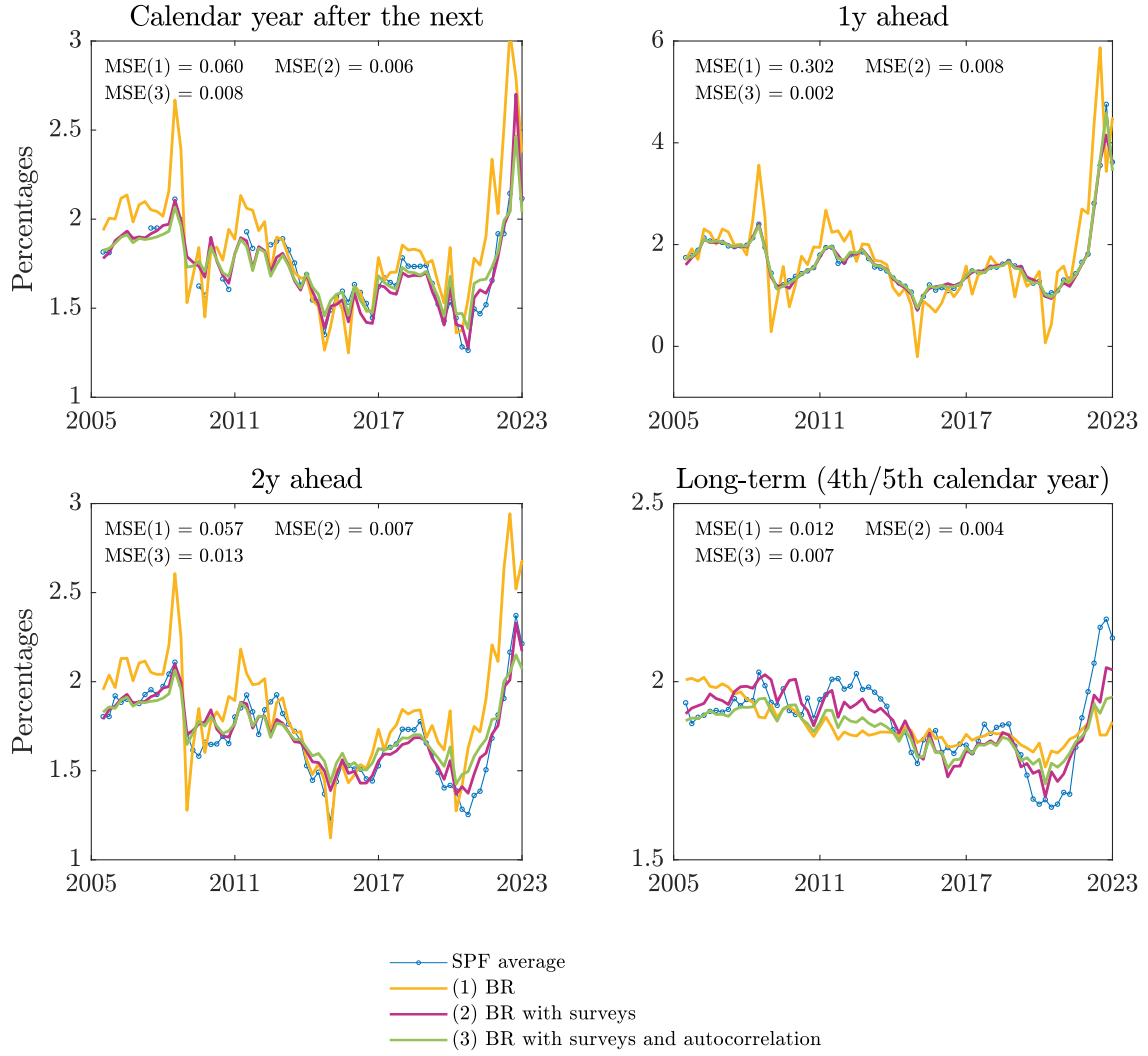 Calendar year after the next
MSE(1) = 0.060 MSE(2) = 0.006
MSE(3) = 0.008
Percentages
3
2.5
2
1.5
1
2005 2011 2017 2023
1y ahead
MSE(1) = 0.302 MSE(2) = 0.008
MSE(3) = 0.002
6
4
2
0
2005 2011 2017 2023
2y ahead
MSE(1) = 0.057 MSE(2) = 0.007
MSE(3) = 0.013
Percentages
3
2.5
2
1.5
1
2005 2011 2017 2023
Long-term (4th/5th calendar year)
MSE(1) = 0.012 MSE(2) = 0.004
MSE(3) = 0.007
2.5
2
1.5
2005 2011 2017 2023
SPF average
(1) BR
(2) BR with surveys
(3) BR with surveys and autocorrelation